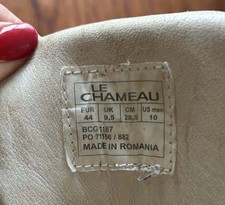 LE
CHAMEAU
EUR UK CM US men
44 9,5 28,5 10
BCG1187
PO 71156 / 882
MADE IN ROMANIA